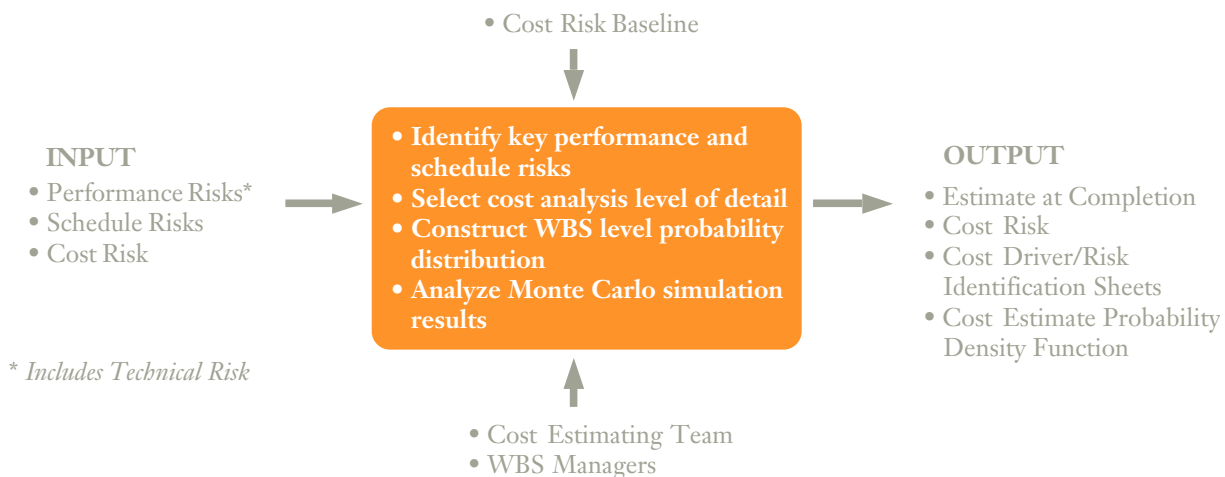 • Cost Risk Baseline
INPUT
• Performance Risks*
• Schedule Risks
• Cost Risk
* Includes Technical Risk
• Identify key performance and
schedule risks
• Select cost analysis level of detail
• Construct WBS level probability
distribution
• Analyze Monte Carlo simulation
results
OUTPUT
• Estimate at Completion
• Cost Risk
• Cost Driver/Risk
Identification Sheets
• Cost Estimate Probability
Density Function
• Cost Estimating Team
• WBS Managers